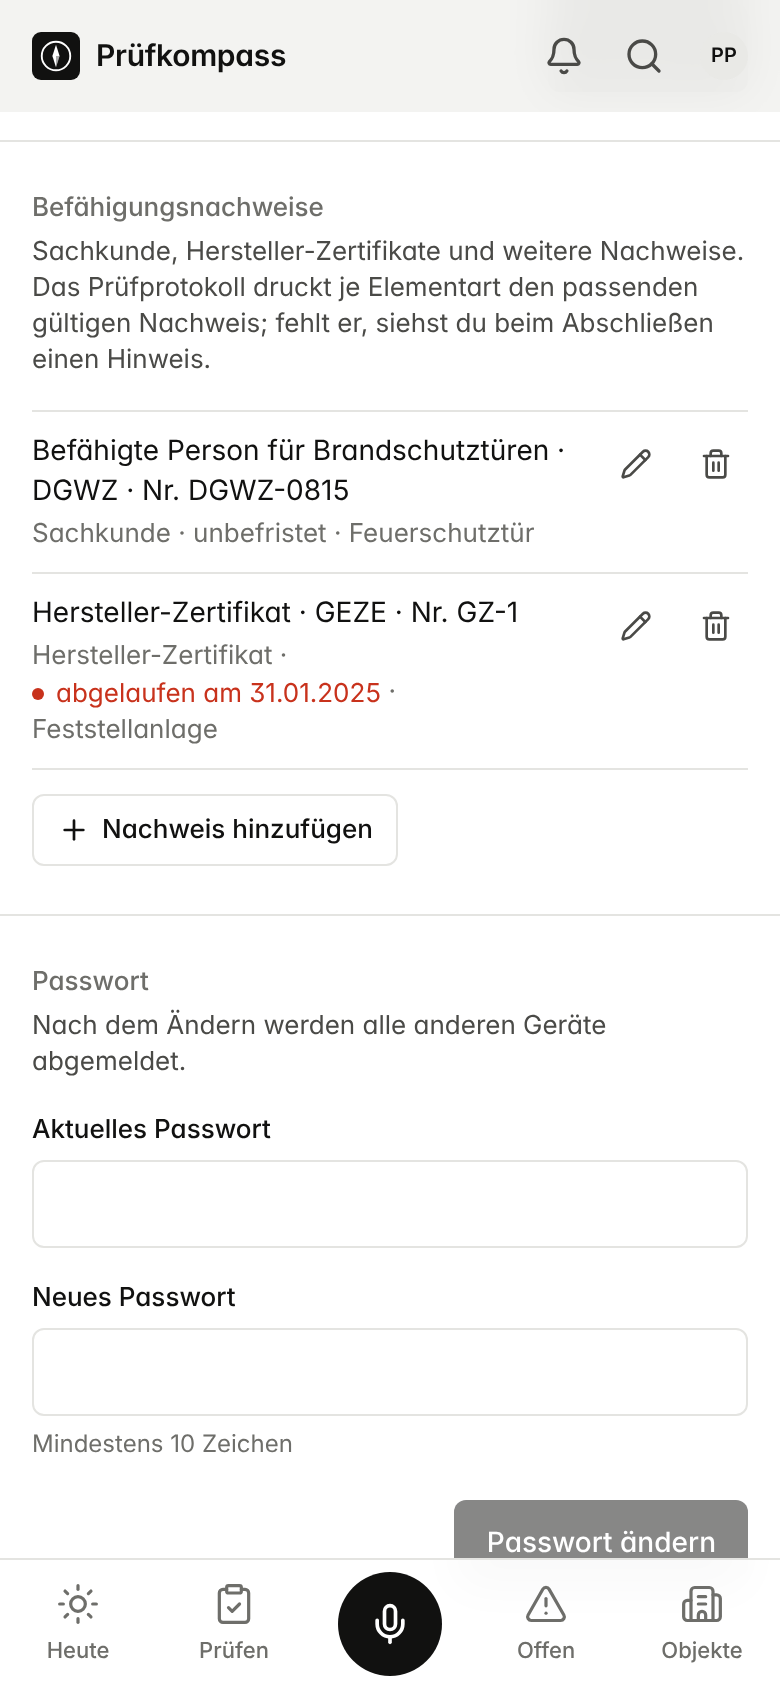 Prüfkompass
PP
Befähigungsnachweise
Sachkunde, Hersteller-Zertifikate und weitere Nachweise.
Das Prüfprotokoll druckt je Elementart den passenden
gültigen Nachweis; fehlt er, siehst du beim Abschließen
einen Hinweis.
Befähigte Person für Brandschutztüren ·
DGWZ · Nr. DGWZ-0815
Sachkunde · unbefristet · Feuerschutztür
Hersteller-Zertifikat · GEZE · Nr. GZ-1
Hersteller-Zertifikat ·
abgelaufen am 31.01.2025 ·
Feststellanlage
Nachweis hinzufügen
Passwort
Nach dem Ändern werden alle anderen Geräte
abgemeldet.
Aktuelles Passwort
Neues Passwort
Mindestens 10 Zeichen
Passwort ändern
Heute
Prüfen
Offen
Objekte